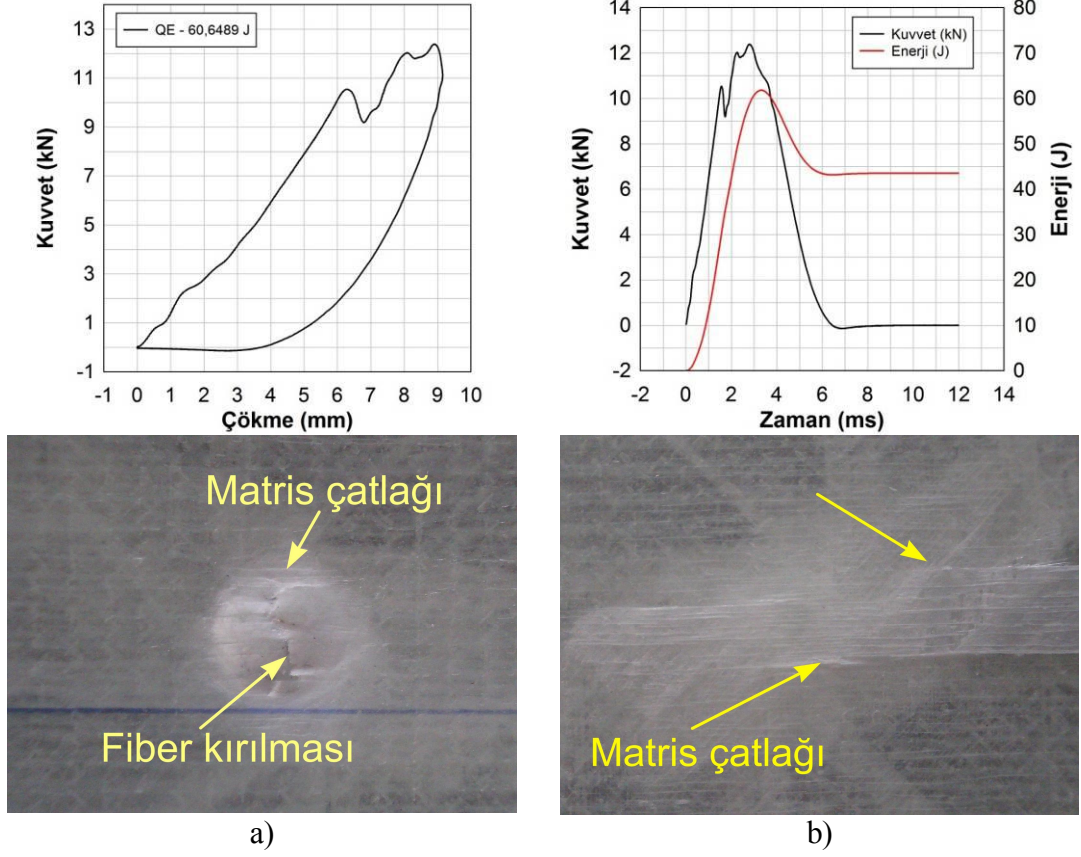 QE - 60,6489 J
13
11
9
7
5
3
1
-1
Kuvvet (kN)
-1 0 1 2 3 4 5 6 7 8 9 10
Çökme (mm)
Kuvvet (kN)
Enerji (J)
14
12
10
8
6
4
2
0
-2
Kuvvet (kN)
80
70
60
50
40
30
20
10
0
Enerji (J)
-2 0 2 4 6 8 10 12 14
Zaman (ms)
Matris çatlağı
Fiber kırılması
Matris çatlağı
a)
b)